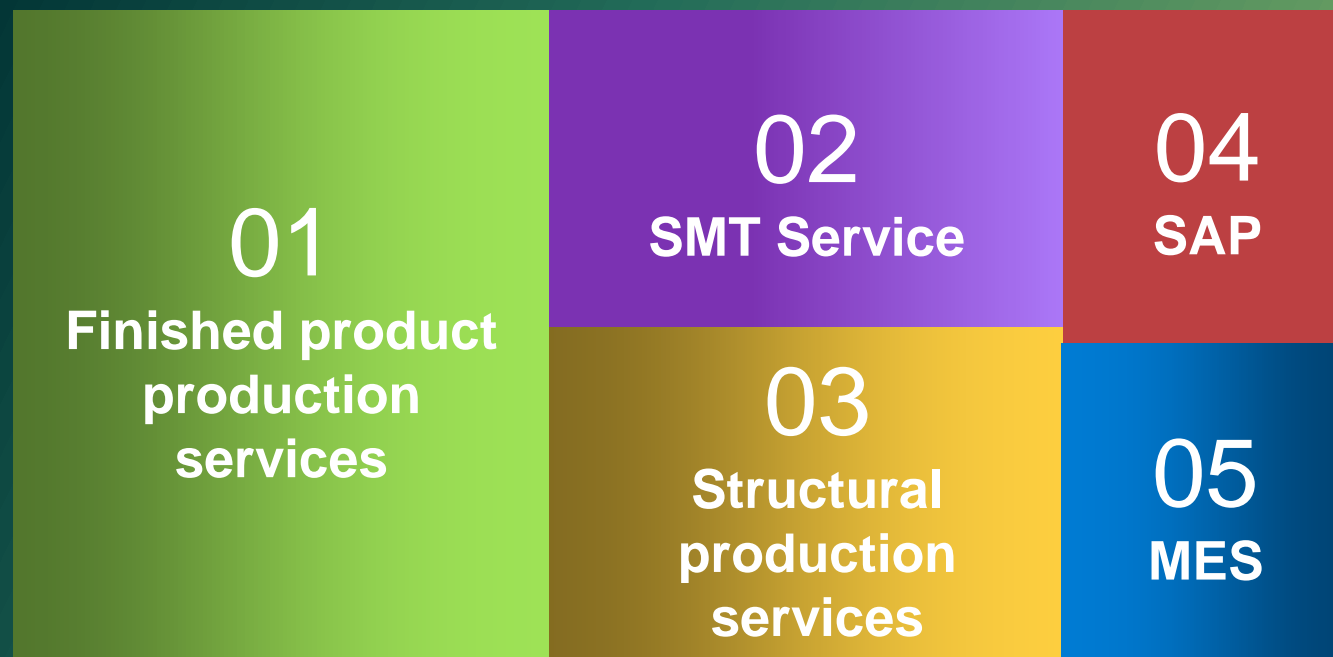 01
Finished product
production
services
02
SMT Service
03
Structural
production
services
04
SAP
05
MES